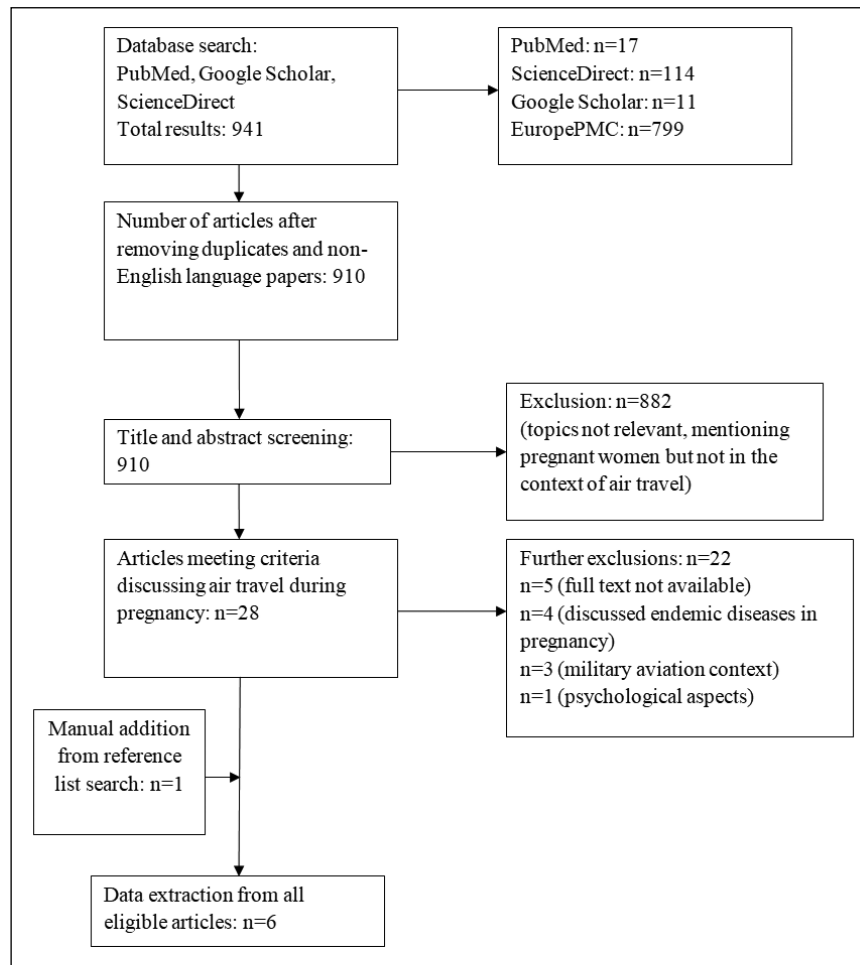 Database search:
PubMed, Google Scholar,
ScienceDirect
Total results: 941
PubMed: n=17
ScienceDirect: n=114
Google Scholar: n=11
EuropePMC: n=799
Number of articles after
removing duplicates and non-
English language papers: 910
Title and abstract screening:
910
Exclusion: n=882
(topics not relevant, mentioning
pregnant women but not in the
context of air travel)
Articles meeting criteria
discussing air travel during
pregnancy: n=28
Further exclusions: n=22
n=5 (full text not available)
n=4 (discussed endemic diseases in
pregnancy)
n=3 (military aviation context)
n=1 (psychological aspects)
Manual addition
from reference
list search: n=1
Data extraction from all
eligible articles: n=6